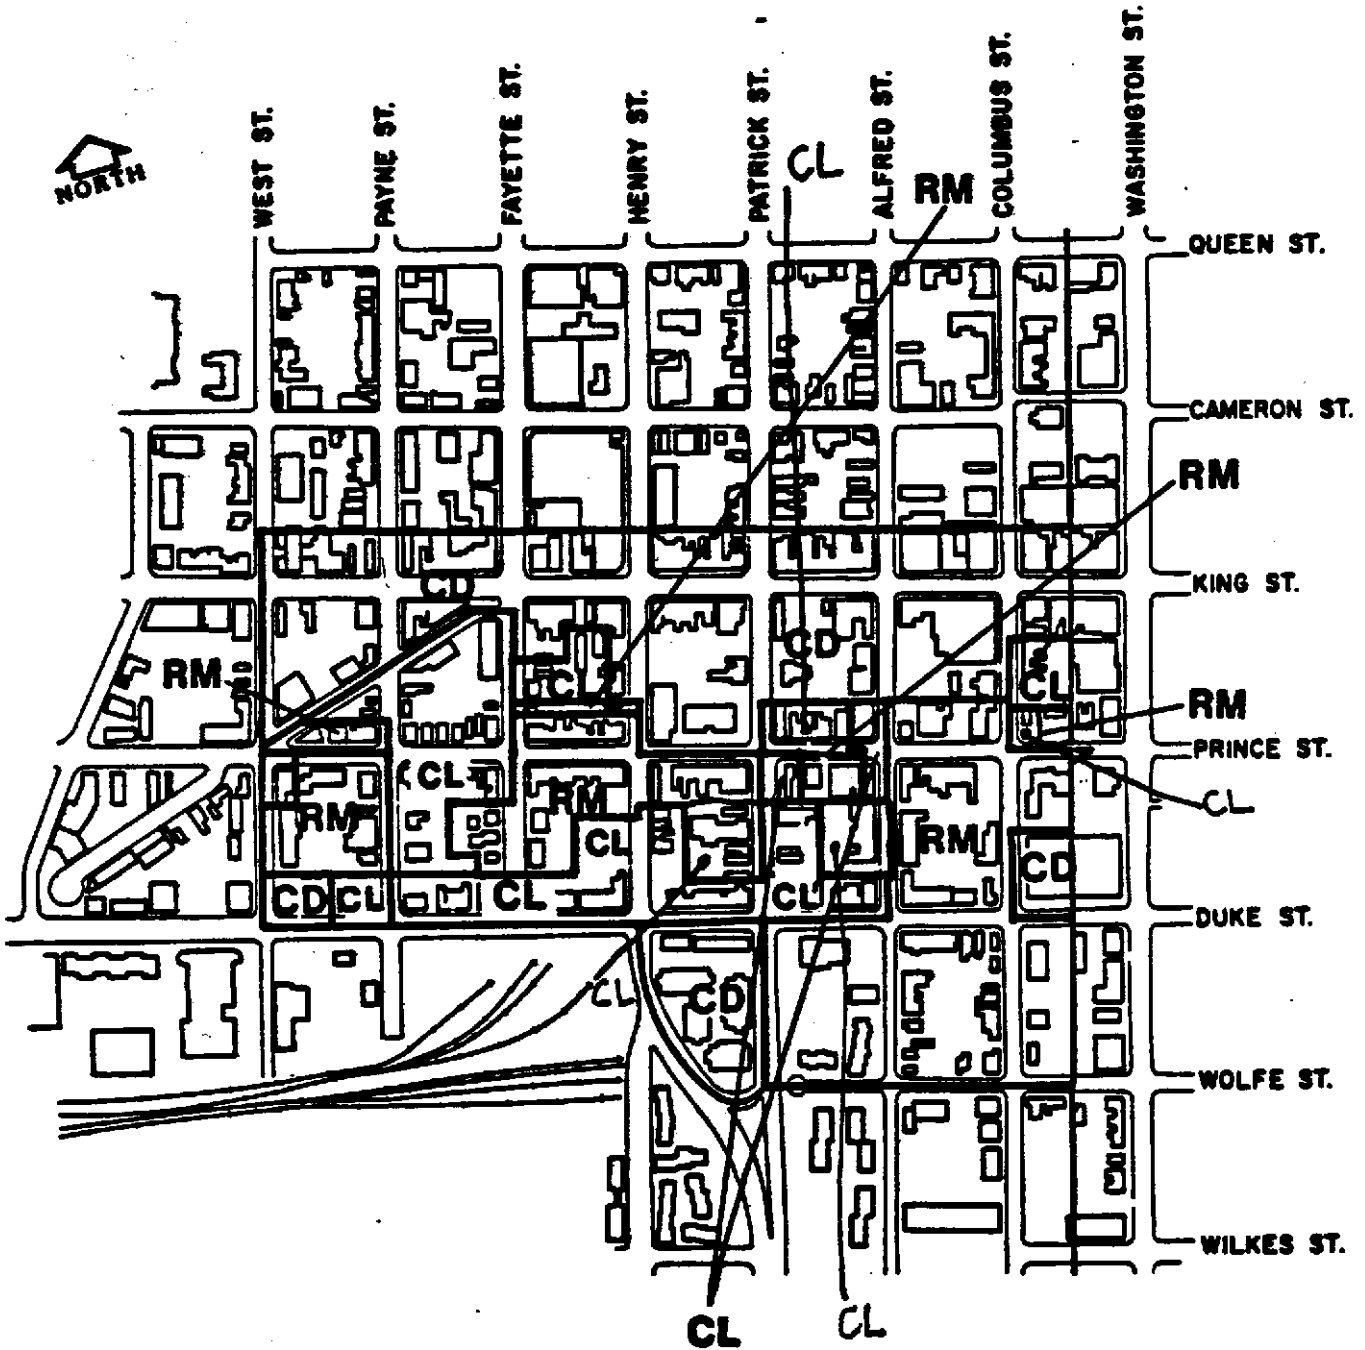 NORTH
WEST ST.
PAYNE ST.
FAYETTE ST.
HENRY ST.
PATRICK ST.
ALFRED ST.
COLUMBUS ST.
WASHINGTON ST.
CL
RM
QUEEN ST.
CAMERON ST.
RM
KING ST.
CD
CD
RM
CL
CL
RM
PRINCE ST.
CL
CL
RM
RM
CL
RM
CD
CD
CL
CL
CL
DUKE ST.
CL
CD
WOLFE ST.
WILKES ST.
CL
CL